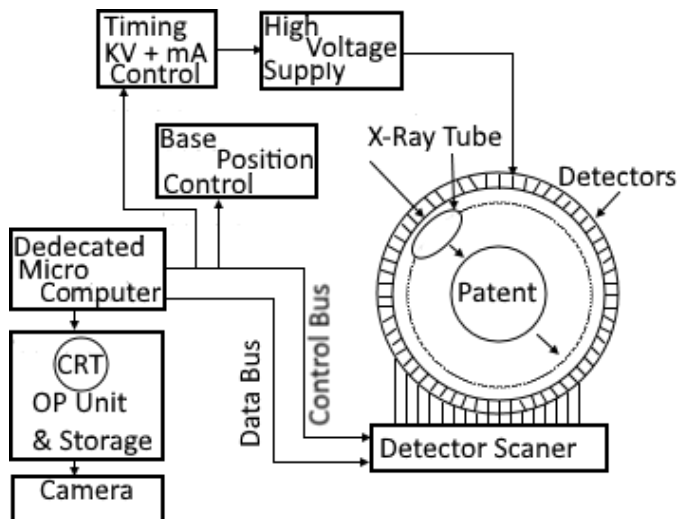 Timing
KV + mA
Control
High
Voltage
Supply
X-Ray Tube
Base
Position
Control
Detectors
Dedecated
Micro
Computer
Patent
CRT
OP Unit
& Storage
Data Bus
Control Bus
Detector Scaner
Camera